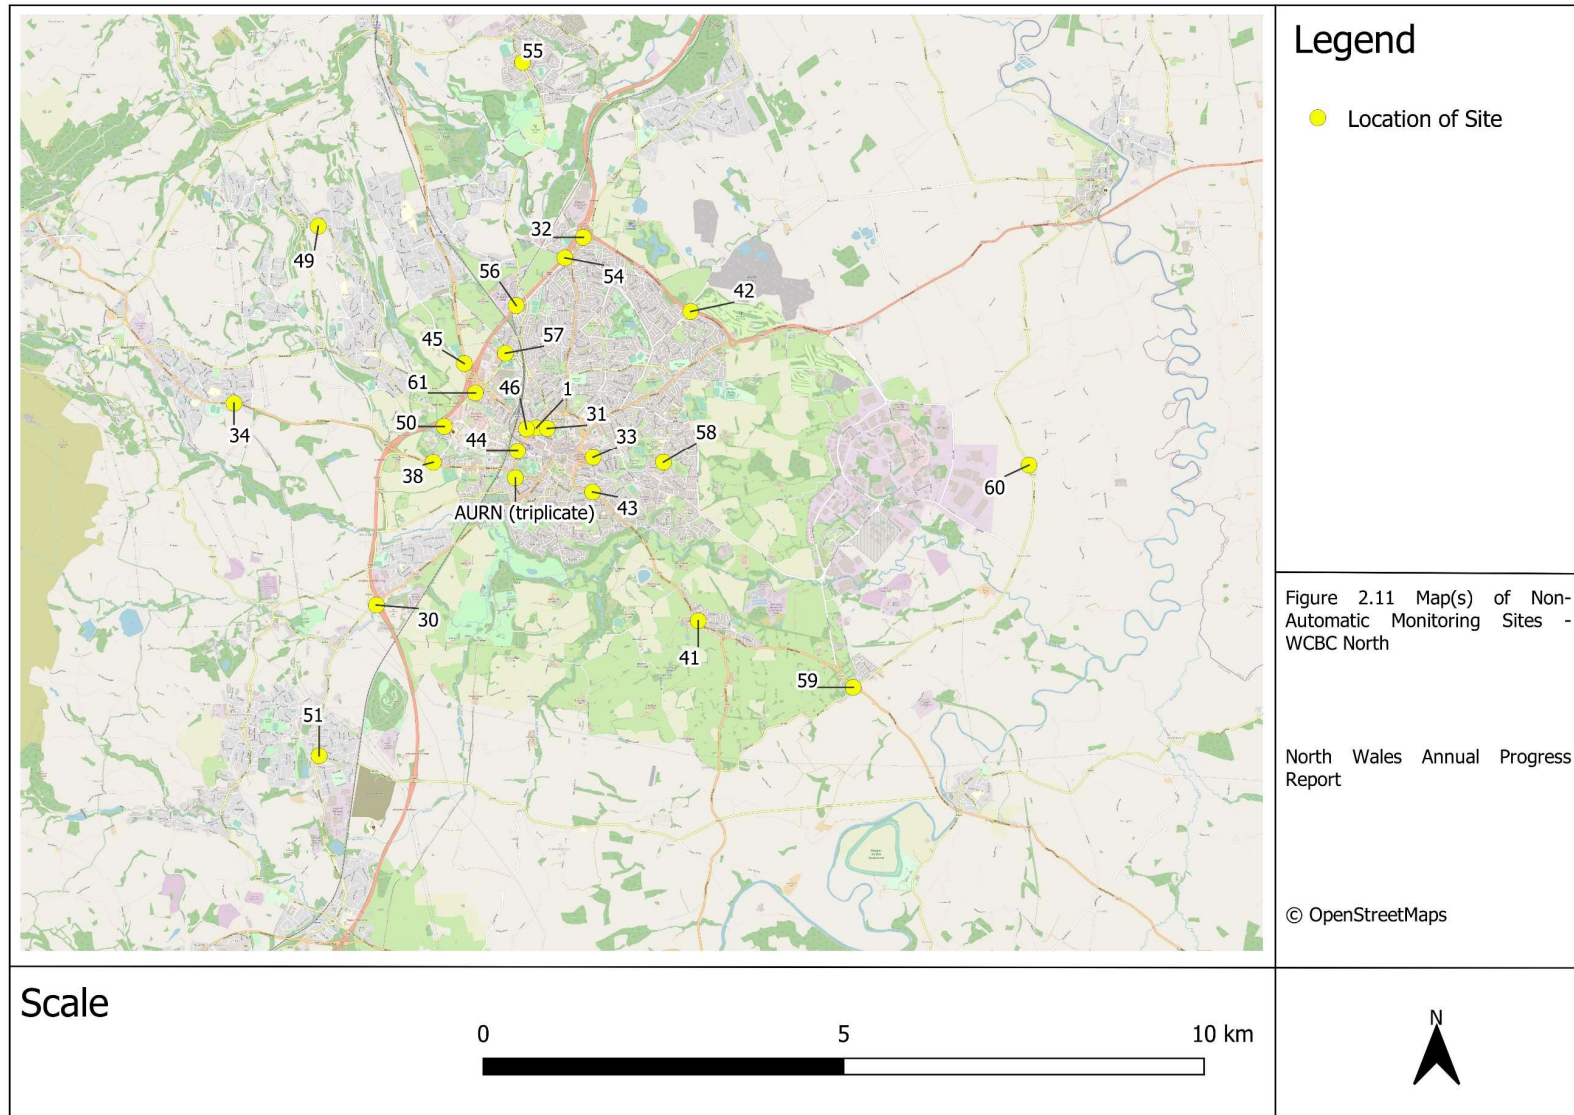 55
32
54
49
56
42
45
57
61
46
1
31
34
50
44
33
58
38
60
AURN (triplicate)
43
30
41
59
51
Legend
Location of Site
Figure 2.11 Map(s) of Non-
Automatic Monitoring Sites -
WCBC North
North Wales Annual Progress
Report
© OpenStreetMaps
Scale
0 5 10 km
N